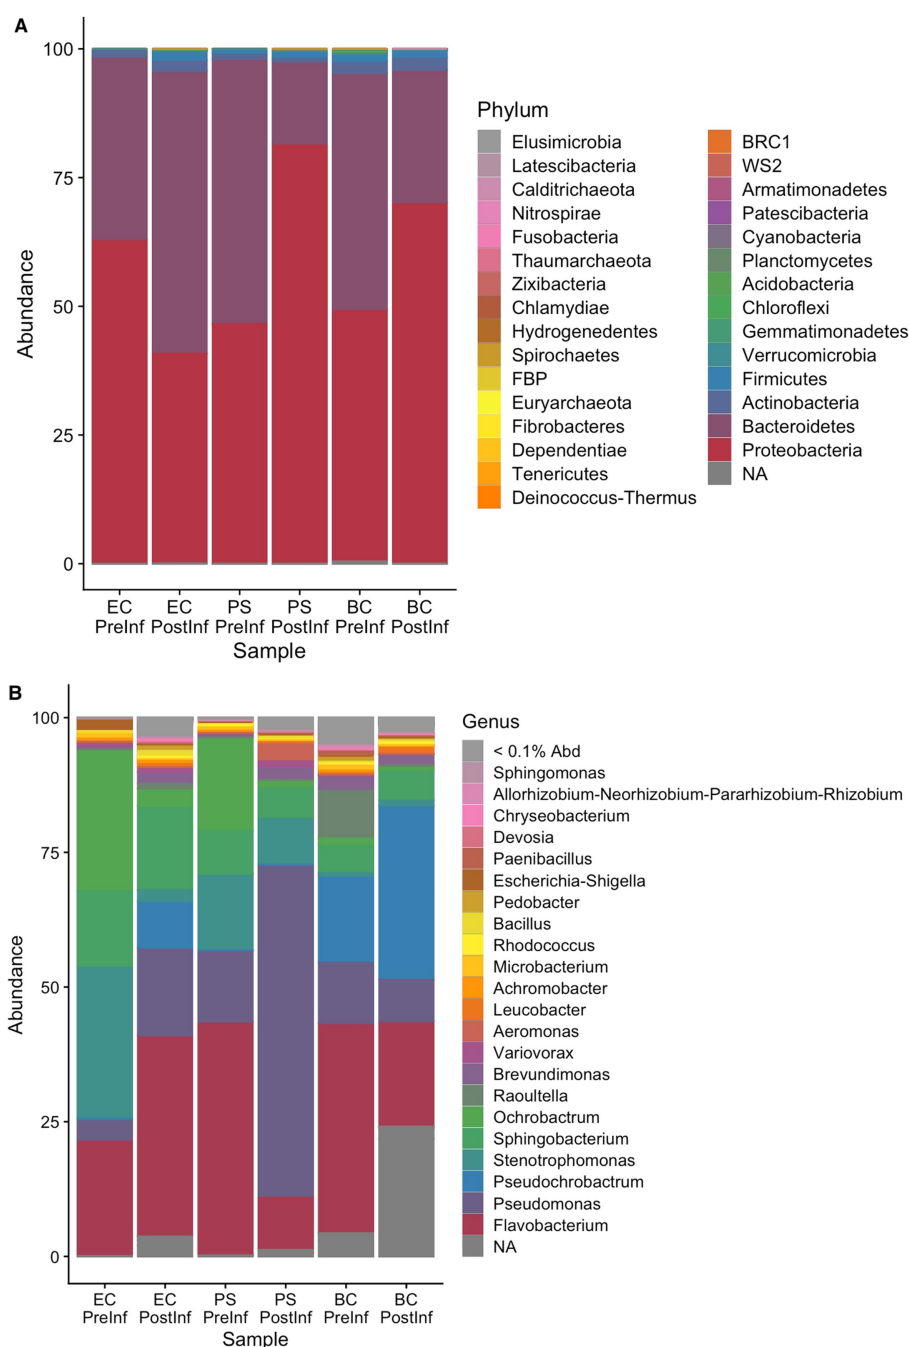 A
100
75
50
25
0
Abundance
EC PreInf
EC PostInf
PS PreInf
PS PostInf
BC PreInf
BC PostInf
Sample
Phylum
Elusimicrobia
Latescibacteria
Calditrichaeota
Nitrospirae
Fusobacteria
Thaumarchaeota
Zixibacteria
Chlamydiae
Hydrogenedentes
Spirochaetes
FBP
Euryarchaeota
Fibrobacteres
Dependentiae
Tenericutes
Deinococcus-Thermus
BRC1
WS2
Armatimonadetes
Patescibacteria
Cyanobacteria
Planctomycetes
Acidobacteria
Chloroflexi
Gemmatimonadetes
Verrucomicrobia
Firmicutes
Actinobacteria
Bacteroidetes
Proteobacteria
NA
B
100
75
50
25
0
Abundance
EC PreInf
EC PostInf
PS PreInf
PS PostInf
BC PreInf
BC PostInf
Sample
Genus
< 0.1% Abd
Sphingomonas
Allorhizobium-Neorhizobium-Pararhizobium-Rhizobium
Chryseobacterium
Devosia
Paenibacillus
Escherichia-Shigella
Pedobacter
Bacillus
Rhodococcus
Microbacterium
Achromobacter
Leucobacter
Aeromonas
Variovorax
Brevundimonas
Raoultella
Ochrobactrum
Sphingobacterium
Stenotrophomonas
Pseudochrobactrum
Pseudomonas
Flavobacterium
NA